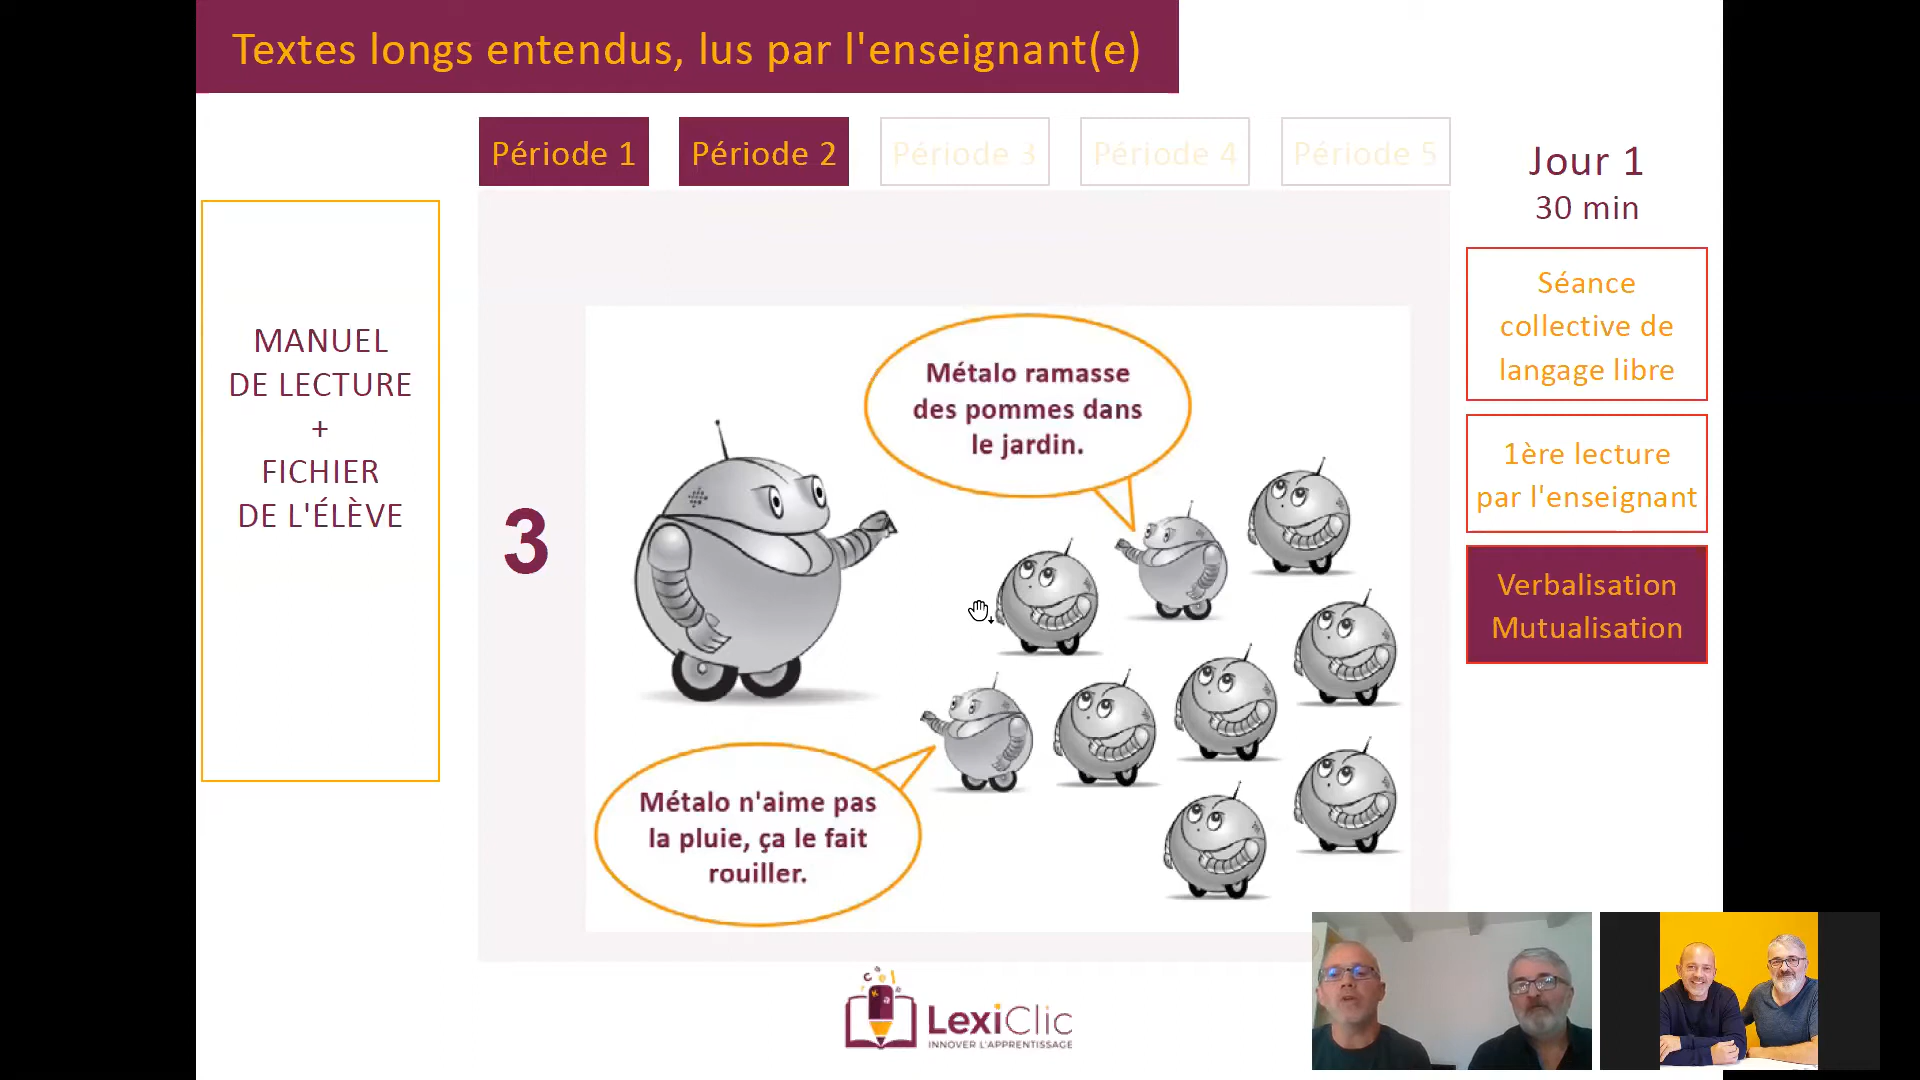 Textes longs entendus, lus par l'enseignant(e)
Période 1
Période 2
Période 3
Période 4
Période 5
Jour 1
30 min
MANUEL
DE LECTURE
+
FICHIER
DE L'ÉLÈVE
Séance
collective de
langage libre
1ère lecture
par l'enseignant
Verbalisation
Mutualisation
3
Métalo ramasse
des pommes dans
le jardin.
Métalo n'aime pas
la pluie, ça le fait
rouiller.
LexiClic
INNOVER L'APPRENTISSAGE